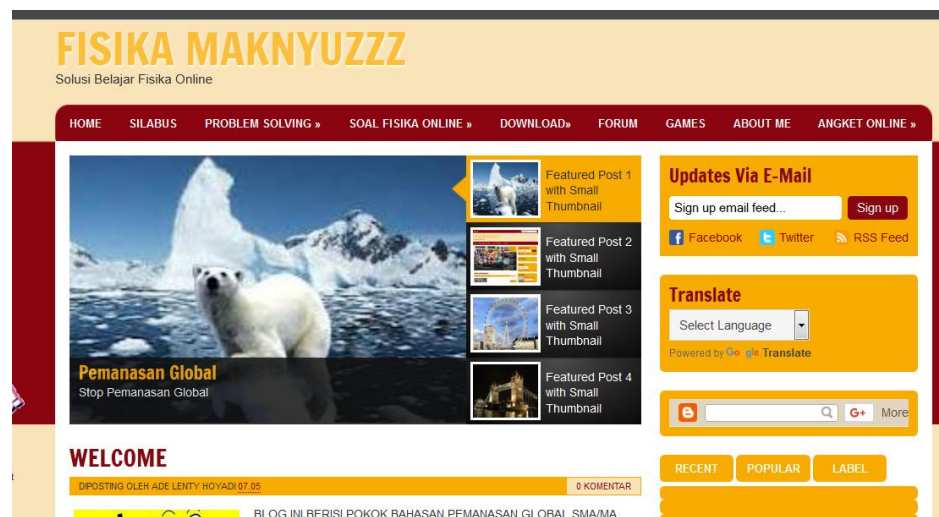 FISIKA MAKNYUZZZ
Solusi Belajar Fisika Online
HOME SILABUS PROBLEM SOLVING » SOAL FISIKA ONLINE » DOWNLOAD» FORUM GAMES ABOUT ME ANGKET ONLINE »
Featured Post 1
with Small
Thumbnail
Featured Post 2
with Small
Thumbnail
Featured Post 3
with Small
Thumbnail
Featured Post 4
with Small
Thumbnail
Pemanasan Global
Stop Pemanasan Global
Updates Via E-Mail
Sign up email feed... Sign up
Facebook Twitter RSS Feed
Translate
Select Language
Powered by Google Translate
G+ More
RECENT POPULAR LABEL
WELCOME
DIPOSTING OLEH ADE LENTY HOYADI 07.05 0 KOMENTAR
BLOG INI BERISI POKOK BAHASAN PEMANASAN GLOBAL SMA/MA